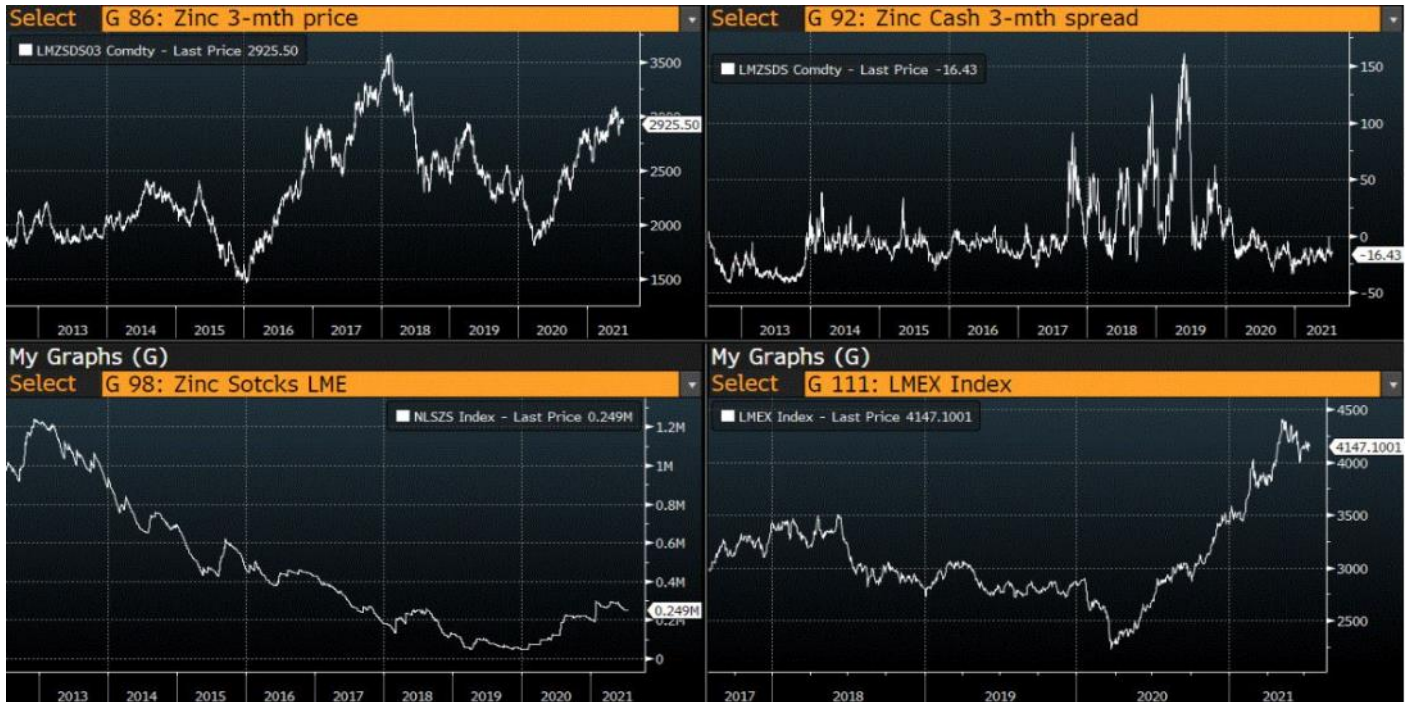 Select G 86: Zinc 3-mth price
LMZSDS03 Comdty - Last Price 2925.50
3500
3000
2925.50
2500
2000
1500
2013 2014 2015 2016 2017 2018 2019 2020 2021
Select G 92: Zinc Cash 3-mth spread
LMZSDS Comdty - Last Price -16.43
150
100
50
0
-16.43
-50
2013 2014 2015 2016 2017 2018 2019 2020 2021
My Graphs (G)
Select G 98: Zinc Sotcks LME
NLSZS Index - Last Price 0.249M
1.2M
1M
0.8M
0.6M
0.4M
0.249M
0.2M
0
2013 2014 2015 2016 2017 2018 2019 2020 2021
My Graphs (G)
Select G 111: LMEX Index
LMEX Index - Last Price 4147.1001
4500
4147.1001
4000
3500
3000
2500
2017 2018 2019 2020 2021